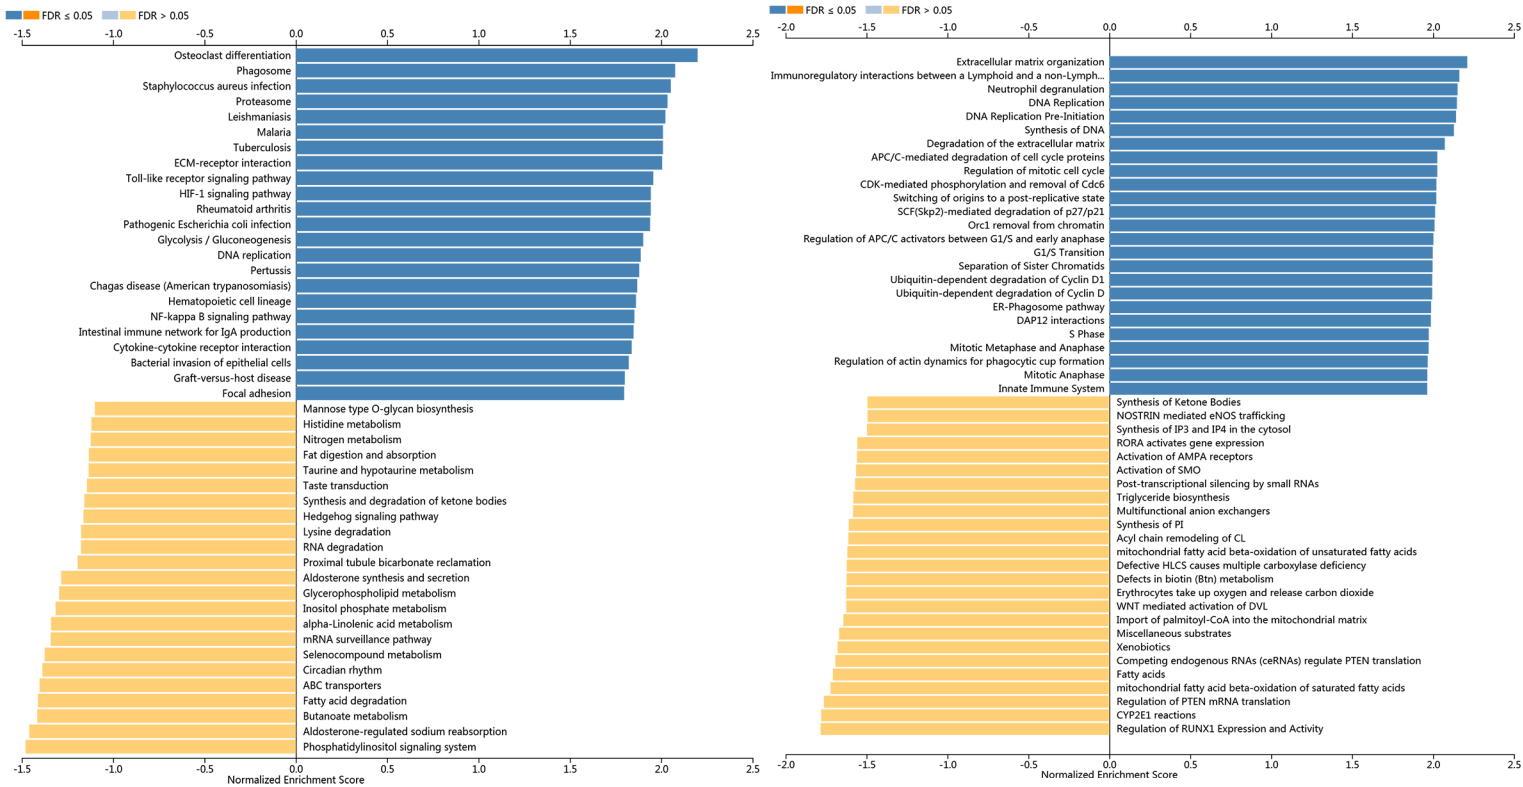 FDR ≤ 0.05 FDR > 0.05
-1.5 -1.0 -0.5 0.0 0.5 1.0 1.5 2.0 2.5
Osteoclast differentiation
Phagosome
Staphylococcus aureus infection
Proteasome
Leishmaniasis
Malaria
Tuberculosis
ECM-receptor interaction
Toll-like receptor signaling pathway
HIF-1 signaling pathway
Rheumatoid arthritis
Pathogenic Escherichia coli infection
Glycolysis / Gluconeogenesis
DNA replication
Pertussis
Chagas disease (American trypanosomiasis)
Hematopoietic cell lineage
NF-kappa B signaling pathway
Intestinal immune network for IgA production
Cytokine-cytokine receptor interaction
Bacterial invasion of epithelial cells
Graft-versus-host disease
Focal adhesion
Mannose type O-glycan biosynthesis
Histidine metabolism
Nitrogen metabolism
Fat digestion and absorption
Taurine and hypotaurine metabolism
Taste transduction
Synthesis and degradation of ketone bodies
Hedgehog signaling pathway
Lysine degradation
RNA degradation
Proximal tubule bicarbonate reclamation
Aldosterone synthesis and secretion
Glycerophospholipid metabolism
Inositol phosphate metabolism
alpha-Linolenic acid metabolism
mRNA surveillance pathway
Selenocompound metabolism
Circadian rhythm
ABC transporters
Fatty acid degradation
Butanoate metabolism
Aldosterone-regulated sodium reabsorption
Phosphatidylinositol signaling system
-1.5 -1.0 -0.5 0.0 0.5 1.0 1.5 2.0 2.5
Normalized Enrichment Score
FDR ≤ 0.05 FDR > 0.05
-2.0 -1.5 -1.0 -0.5 0.0 0.5 1.0 1.5 2.0 2.5
Extracellular matrix organization
Immunoregulatory interactions between a Lymphoid and a non-Lymph...
Neutrophil degranulation
DNA Replication
DNA Replication Pre-Initiation
Synthesis of DNA
Degradation of the extracellular matrix
APC/C-mediated degradation of cell cycle proteins
Regulation of mitotic cell cycle
CDK-mediated phosphorylation and removal of Cdc6
Switching of origins to a post-replicative state
SCF(Skp2)-mediated degradation of p27/p21
Orc1 removal from chromatin
Regulation of APC/C activators between G1/S and early anaphase
G1/S Transition
Separation of Sister Chromatids
Ubiquitin-dependent degradation of Cyclin D1
Ubiquitin-dependent degradation of Cyclin D
ER-Phagosome pathway
DAP12 interactions
S Phase
Mitotic Metaphase and Anaphase
Regulation of actin dynamics for phagocytic cup formation
Mitotic Anaphase
Innate Immune System
Synthesis of Ketone Bodies
NOSTRIN mediated eNOS trafficking
Synthesis of IP3 and IP4 in the cytosol
RORA activates gene expression
Activation of AMPA receptors
Activation of SMO
Post-transcriptional silencing by small RNAs
Triglyceride biosynthesis
Multifunctional anion exchangers
Synthesis of PI
Acyl chain remodeling of CL
mitochondrial fatty acid beta-oxidation of unsaturated fatty acids
Defective HLCS causes multiple carboxylase deficiency
Defects in biotin (Btn) metabolism
Erythrocytes take up oxygen and release carbon dioxide
WNT mediated activation of DVL
Import of palmitoyl-CoA into the mitochondrial matrix
Miscellaneous substrates
Xenobiotics
Competing endogenous RNAs (ceRNAs) regulate PTEN translation
Fatty acids
mitochondrial fatty acid beta-oxidation of saturated fatty acids
Regulation of PTEN mRNA translation
CYP2E1 reactions
Regulation of RUNX1 Expression and Activity
-2.0 -1.5 -1.0 -0.5 0.0 0.5 1.0 1.5 2.0 2.5
Normalized Enrichment Score